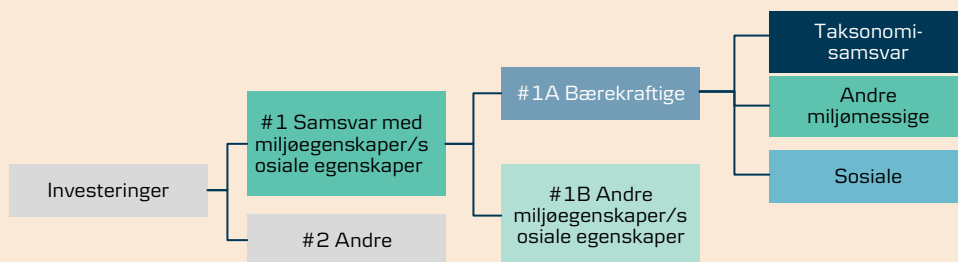 Investeringer
#1 Samsvar med
miljøegenskaper/s
osiale egenskaper
#2 Andre
#1A Bærekraftige
#1B Andre
miljøegenskaper/s
osiale egenskaper
Taksonomi-
samsvar
Andre
miljømessige
Sosiale